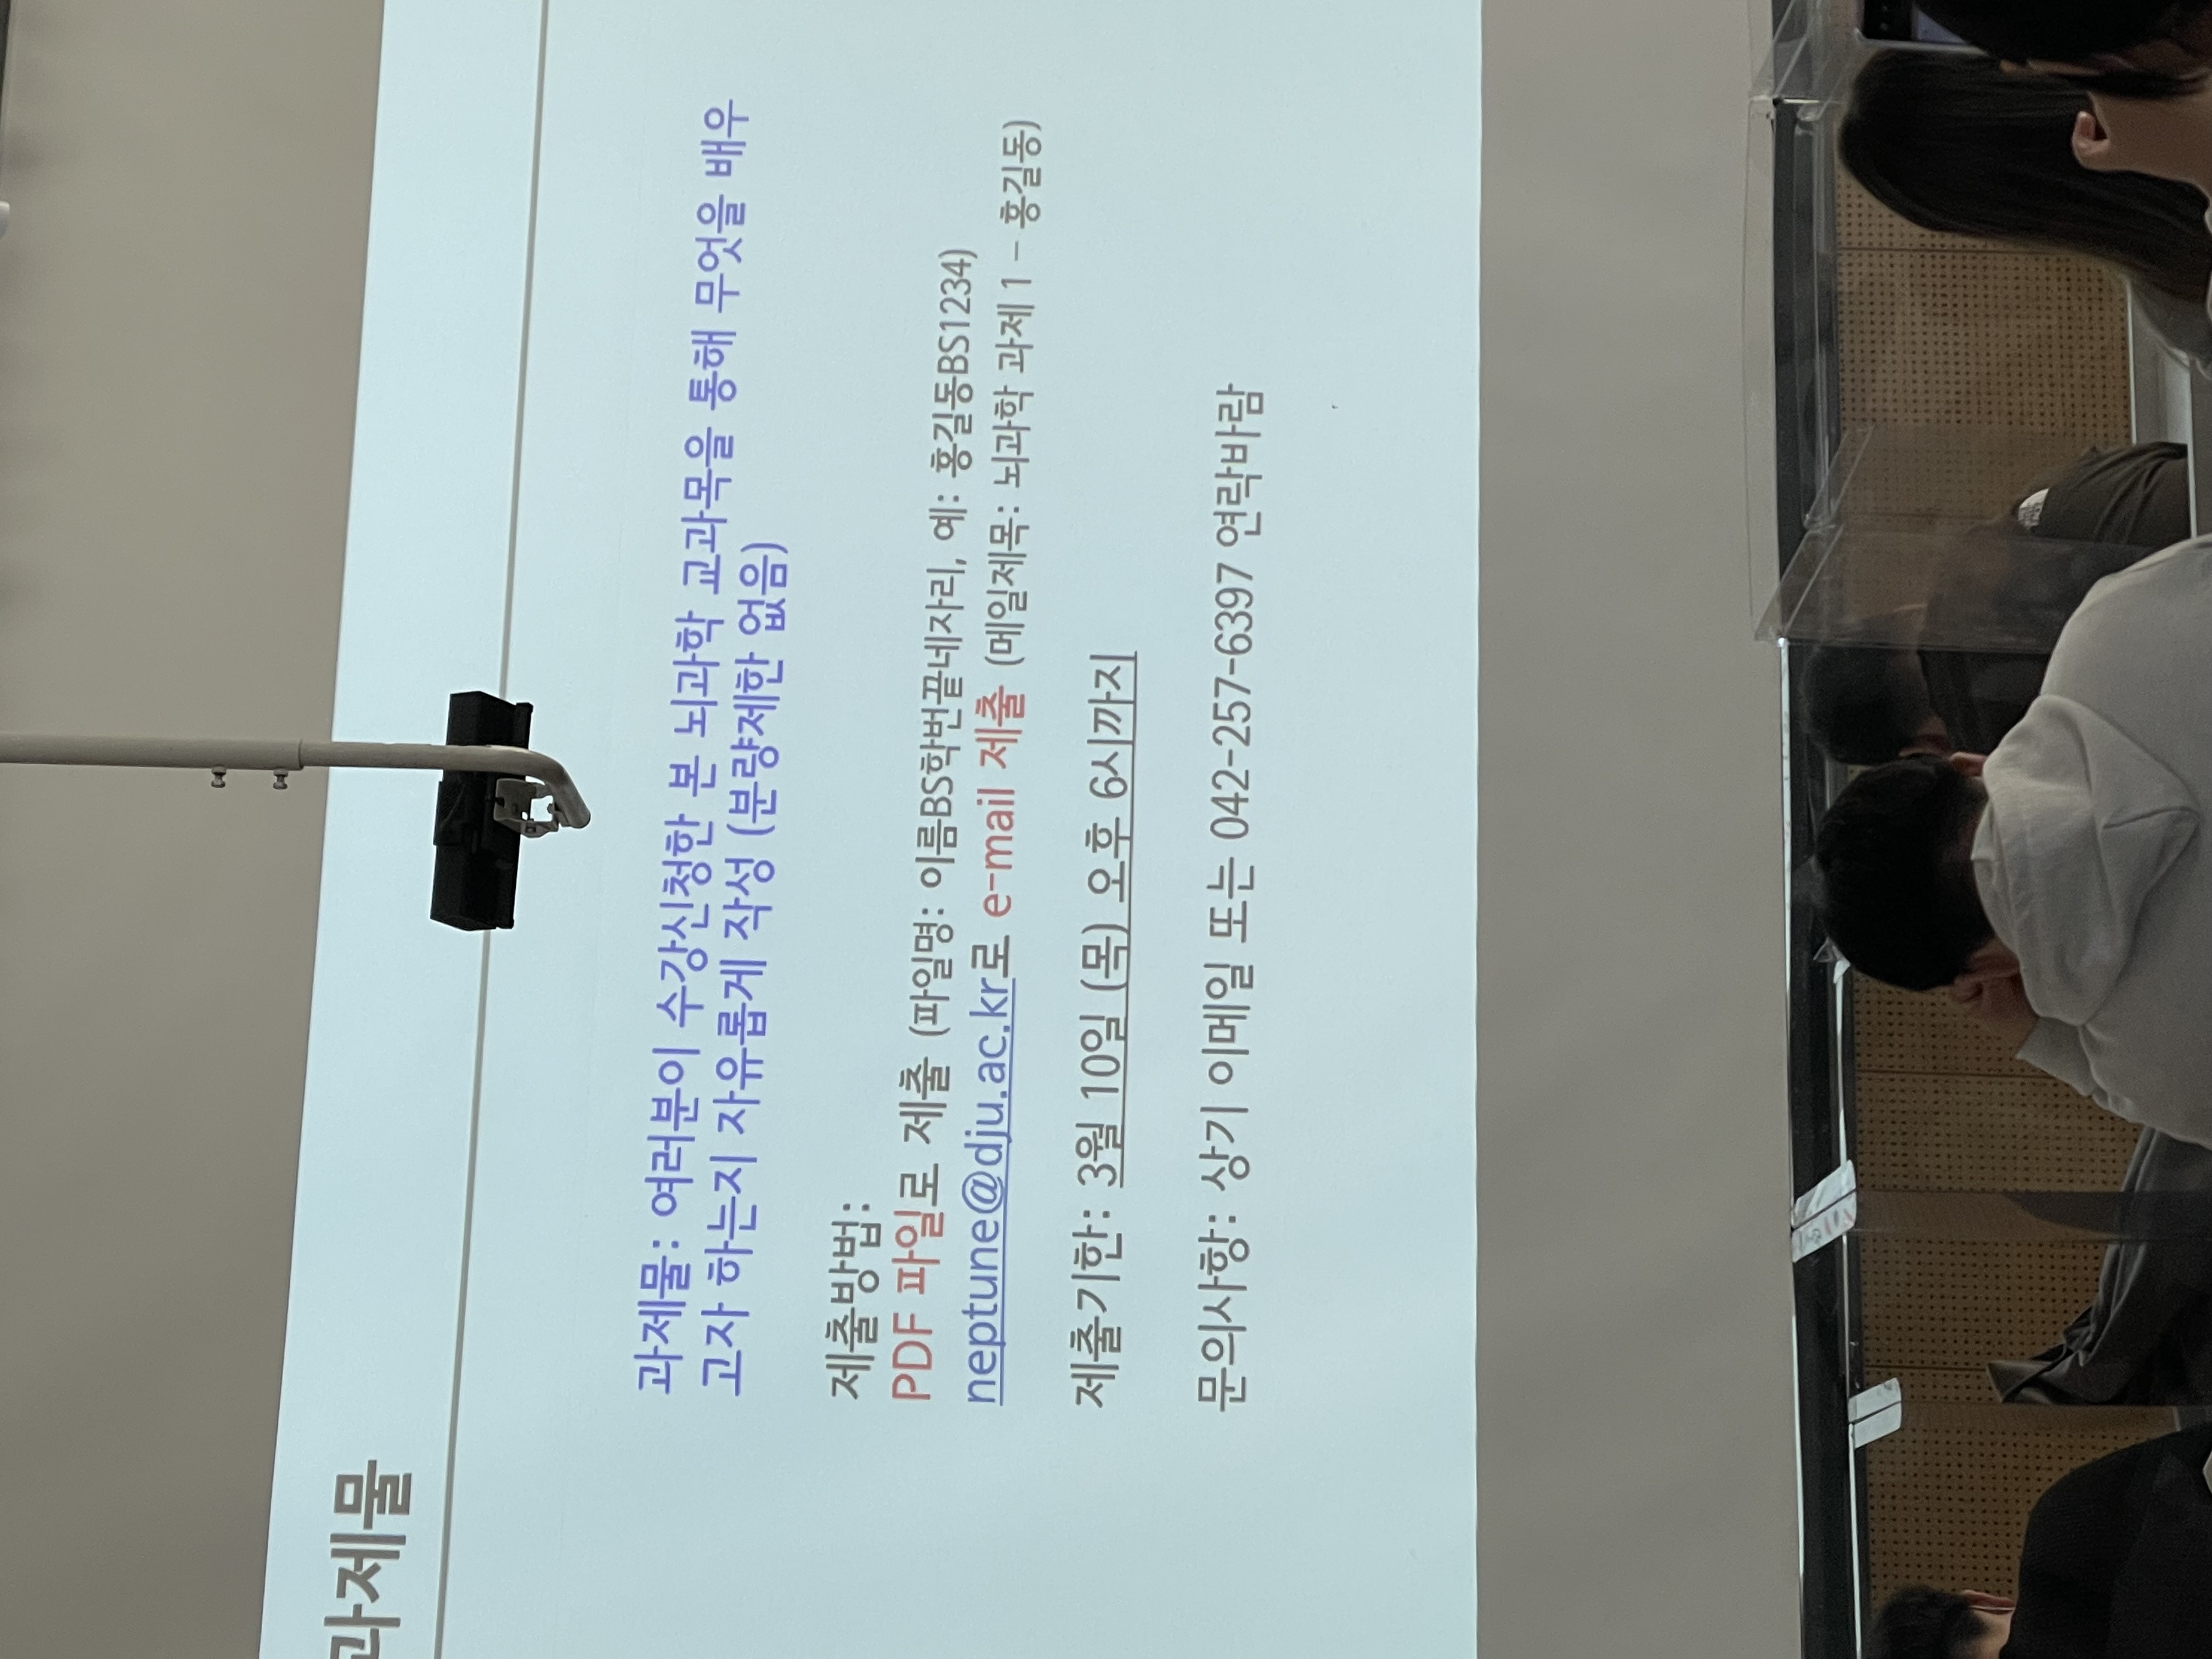 과제물
과제물: 여러분이 수강신청한 본 뇌과학 교과목을 통해 무엇을 배우
고자 하는지 자유롭게 작성 (분량제한 없음)
제출방법:
PDF 파일로 제출 (파일명: 이름BS학번끝네자리, 예: 홍길동BS1234)
neptune@dju.ac.kr로 e-mail 제출 (메일제목: 뇌과학 과제 1 - 홍길동)
제출기한: 3월 10일 (목) 오후 6시까지
문의사항: 상기 이메일 또는 042-257-6397 연락바람